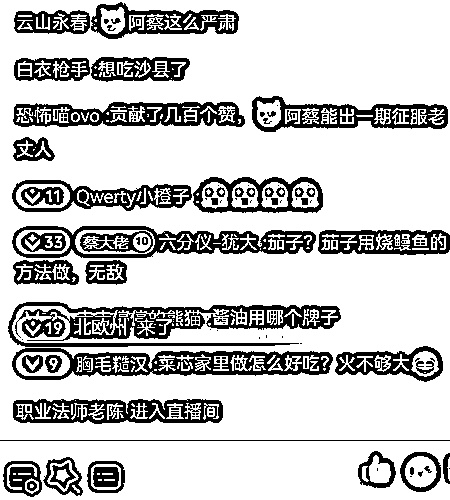 云山永春：阿蔡这么严肃
白衣枪手：想吃沙县了
恐怖喵ovo：贡献了几百个赞，阿蔡能出一期征服老
丈人
11 Qwerty小橙子：
33 蔡大佬 10 六分仪-犹大：茄子？茄子用烧鳗鱼的
方法做，无敌
熊猫：酱油用哪个牌子
19 北欧州 来了
9 胸毛糙汉：菜芯家里做怎么好吃？火不够大
职业法师老陈 进入直播间